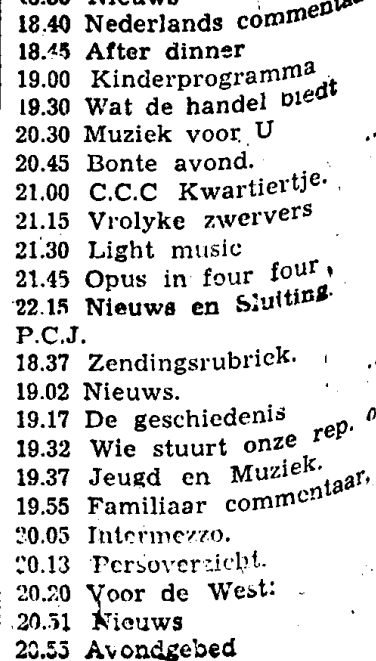 Nieuws
18.40 Nederlands commentaa
18.45 After dinner
19.00 Kinderprogramma
19.30 Wat de handel biedt
20.30 Muziek voor U
20.45 Bonte avond.
21.00 C.C.C Kwartiertje.
21.15 Vrolyke zwervers
21.30 Light music
21.45 Opus in four four,
22.15 Nieuws en Sluiting.
P.C.J.
18.37 Zendingsrubriek.
19.02 Nieuws.
19.17 De geschiedenis
19.32 Wie stuurt onze rep.
19.37 Jeugd en Muziek.
19.55 Familiaar commentaar,
20.05 Intermezzo.
20.13 Persoverzicht.
20.20 Voor de West:
20.51 Nieuws
20.55 Avondgebed